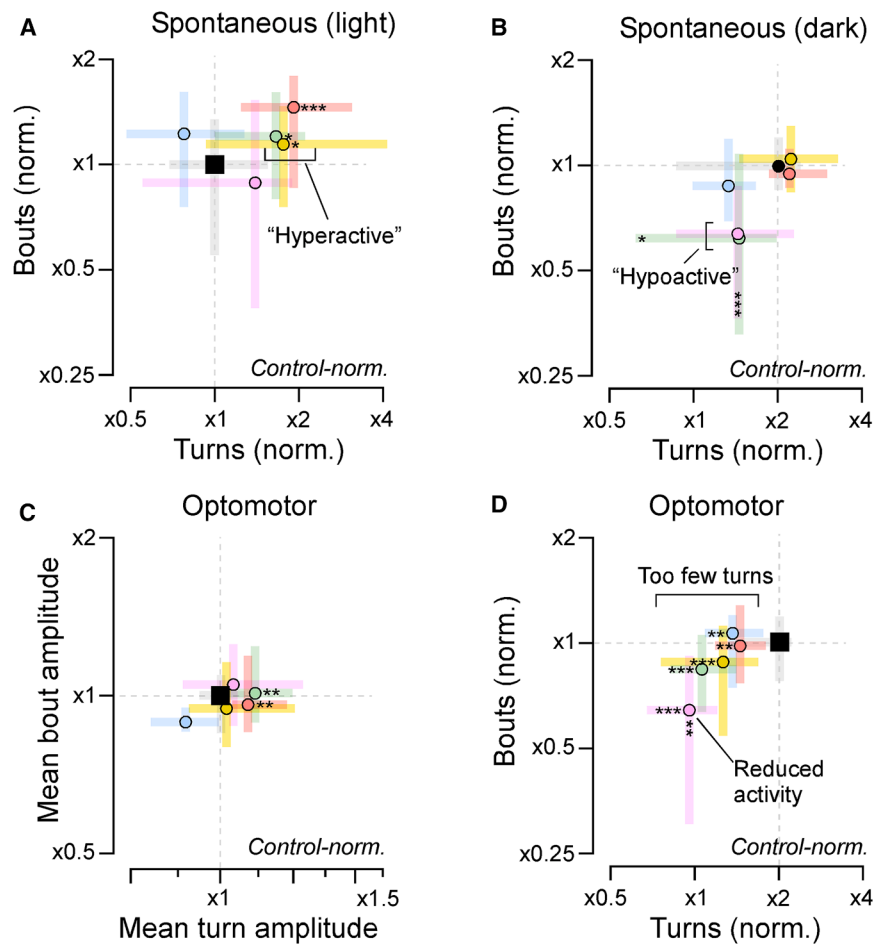 A
Spontaneous (light)
Bouts (norm.)
x2
x1
x0.5
x0.25
***
*
*
“Hyperactive”
Control-norm.
x0.5
x1
x2
x4
Turns (norm.)
B
Spontaneous (dark)
Bouts (norm.)
x2
x1
x0.5
x0.25
*
“Hypoactive”
***
Control-norm.
x0.5
x1
x2
x4
Turns (norm.)
C
Optomotor
Mean bout amplitude
x2
x1
x0.5
**
**
Control-norm.
x1
x1.5
Mean turn amplitude
D
Optomotor
Bouts (norm.)
x2
x1
x0.5
x0.25
Too few turns
**
**
***
***
***
**
Reduced
activity
Control-norm.
x0.5
x1
x2
x4
Turns (norm.)